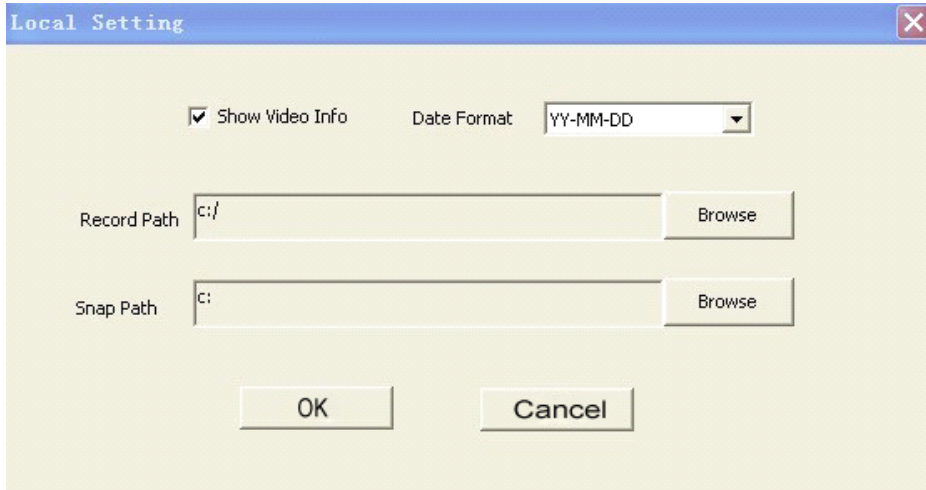 Local Setting
Show Video Info Date Format YY-MM-DD
Record Path c:/ Browse
Snap Path c: Browse
OK Cancel